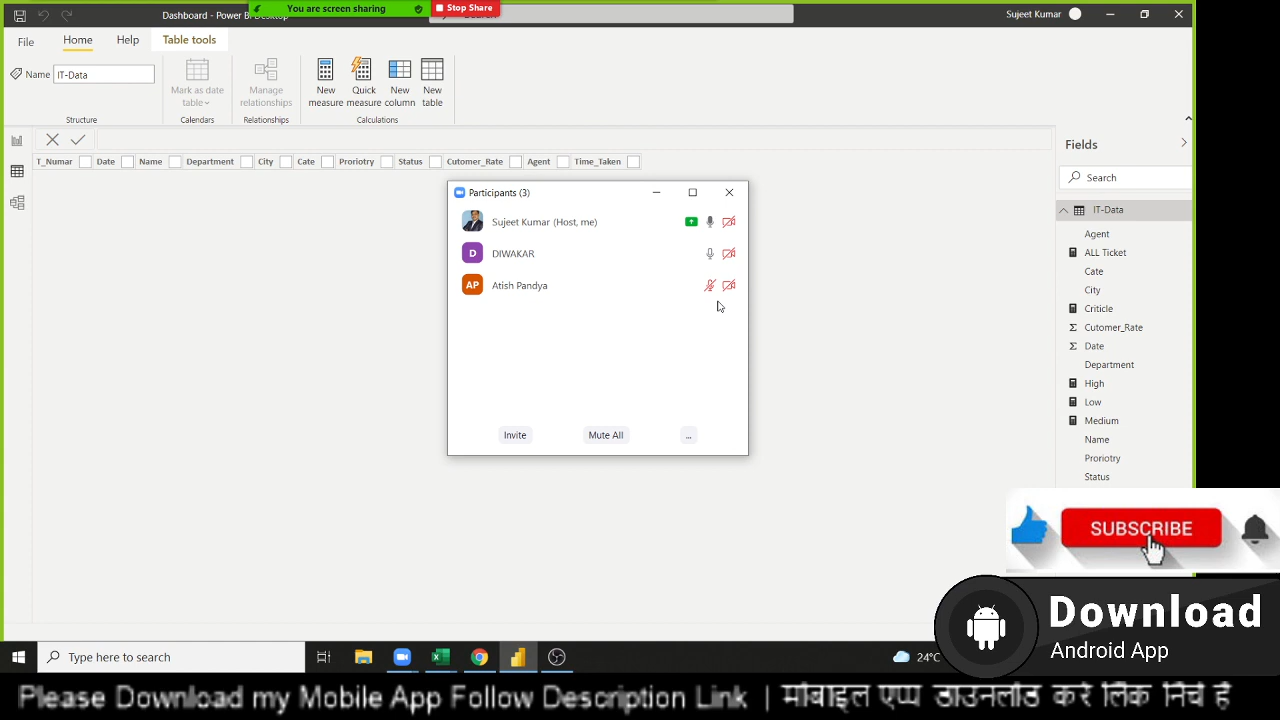 Dashboard - Power BI Desktop
You are screen sharing
Stop Share
Search
Sujeet Kumar
File
Home
Help
Table tools
Name
IT-Data
Mark as date
table
Manage
relationships
New
measure
Quick
measure
New
column
New
table
Structure
Calendars
Relationships
Calculations
T_Numar
Date
Name
Department
City
Cate
Proriotry
Status
Cutomer_Rate
Agent
Time_Taken
Fields
Search
IT-Data
Agent
ALL Ticket
Cate
City
Criticle
Cutomer_Rate
Date
Department
High
Low
Medium
Name
Proriotry
Status
Participants (3)
Sujeet Kumar (Host, me)
D
DIWAKAR
AP
Atish Pandya
Invite
Mute All
...
SUBSCRIBE
Download
Android App
Type here to search
24°C
Please Download my Mobile App Follow Description Link | मोबाइल एप्प डाउनलोड करे लिंक निचे है